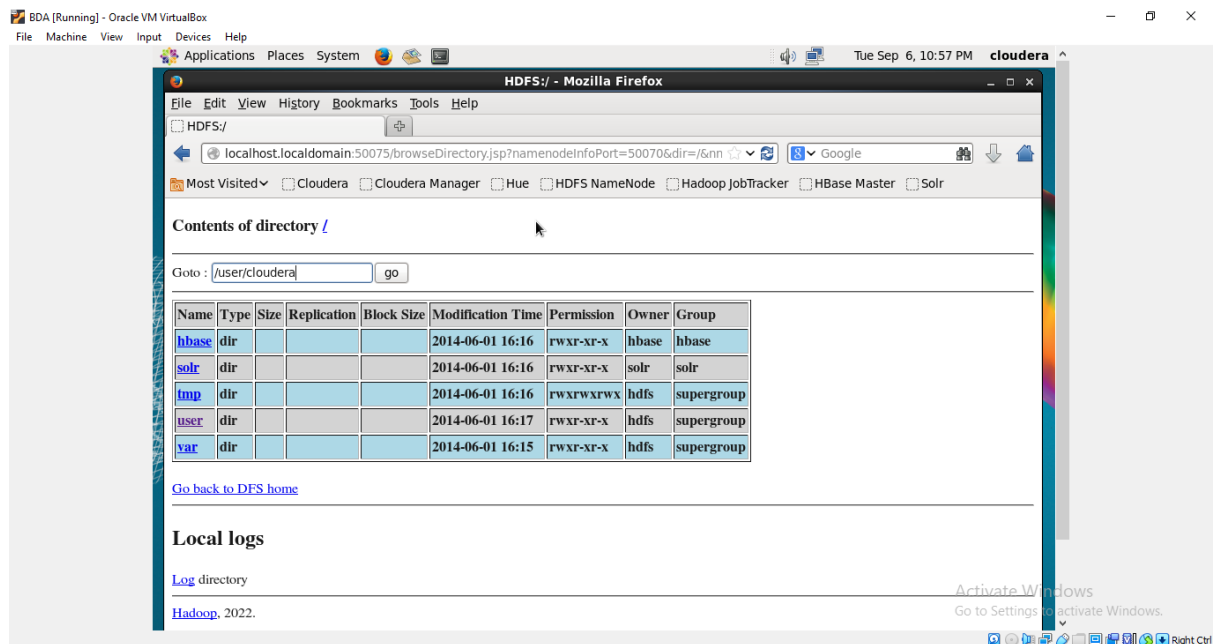 BDA [Running] - Oracle VM VirtualBox
File Machine View Input Devices Help
Applications Places System Tue Sep 6, 10:57 PM cloudera
HDFS:/ - Mozilla Firefox
File Edit View History Bookmarks Tools Help
HDFS:/
localhost.localdomain:50075/browseDirectory.jsp?namenodeInfoPort=50070&dir=/&nn Google
Most Visited Cloudera Cloudera Manager Hue HDFS NameNode Hadoop JobTracker HBase Master Solr
Contents of directory /
Goto : /user/cloudera go
Name Type Size Replication Block Size Modification Time Permission Owner Group
hbase dir 2014-06-01 16:16 rwxr-xr-x hbase hbase
solr dir 2014-06-01 16:16 rwxr-xr-x solr solr
tmp dir 2014-06-01 16:16 rwxrwxrwx hdfs supergroup
user dir 2014-06-01 16:17 rwxr-xr-x hdfs supergroup
var dir 2014-06-01 16:15 rwxr-xr-x hdfs supergroup
Go back to DFS home
Local logs
Log directory
Hadoop, 2022.
Activate Windows
Go to Settings to activate Windows.
Right Ctrl